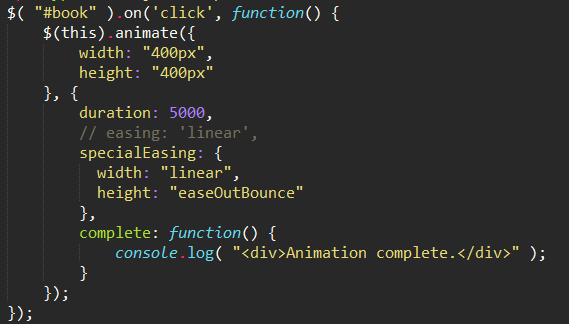 $( "#book" ).on('click', function() {
    $(this).animate({
        width: "400px",
        height: "400px"
    }, {
        duration: 5000,
        // easing: 'linear',
        specialEasing: {
          width: "linear",
          height: "easeOutBounce"
        },
        complete: function() {
            console.log( "<div>Animation complete.</div>" );
        }
    });
});